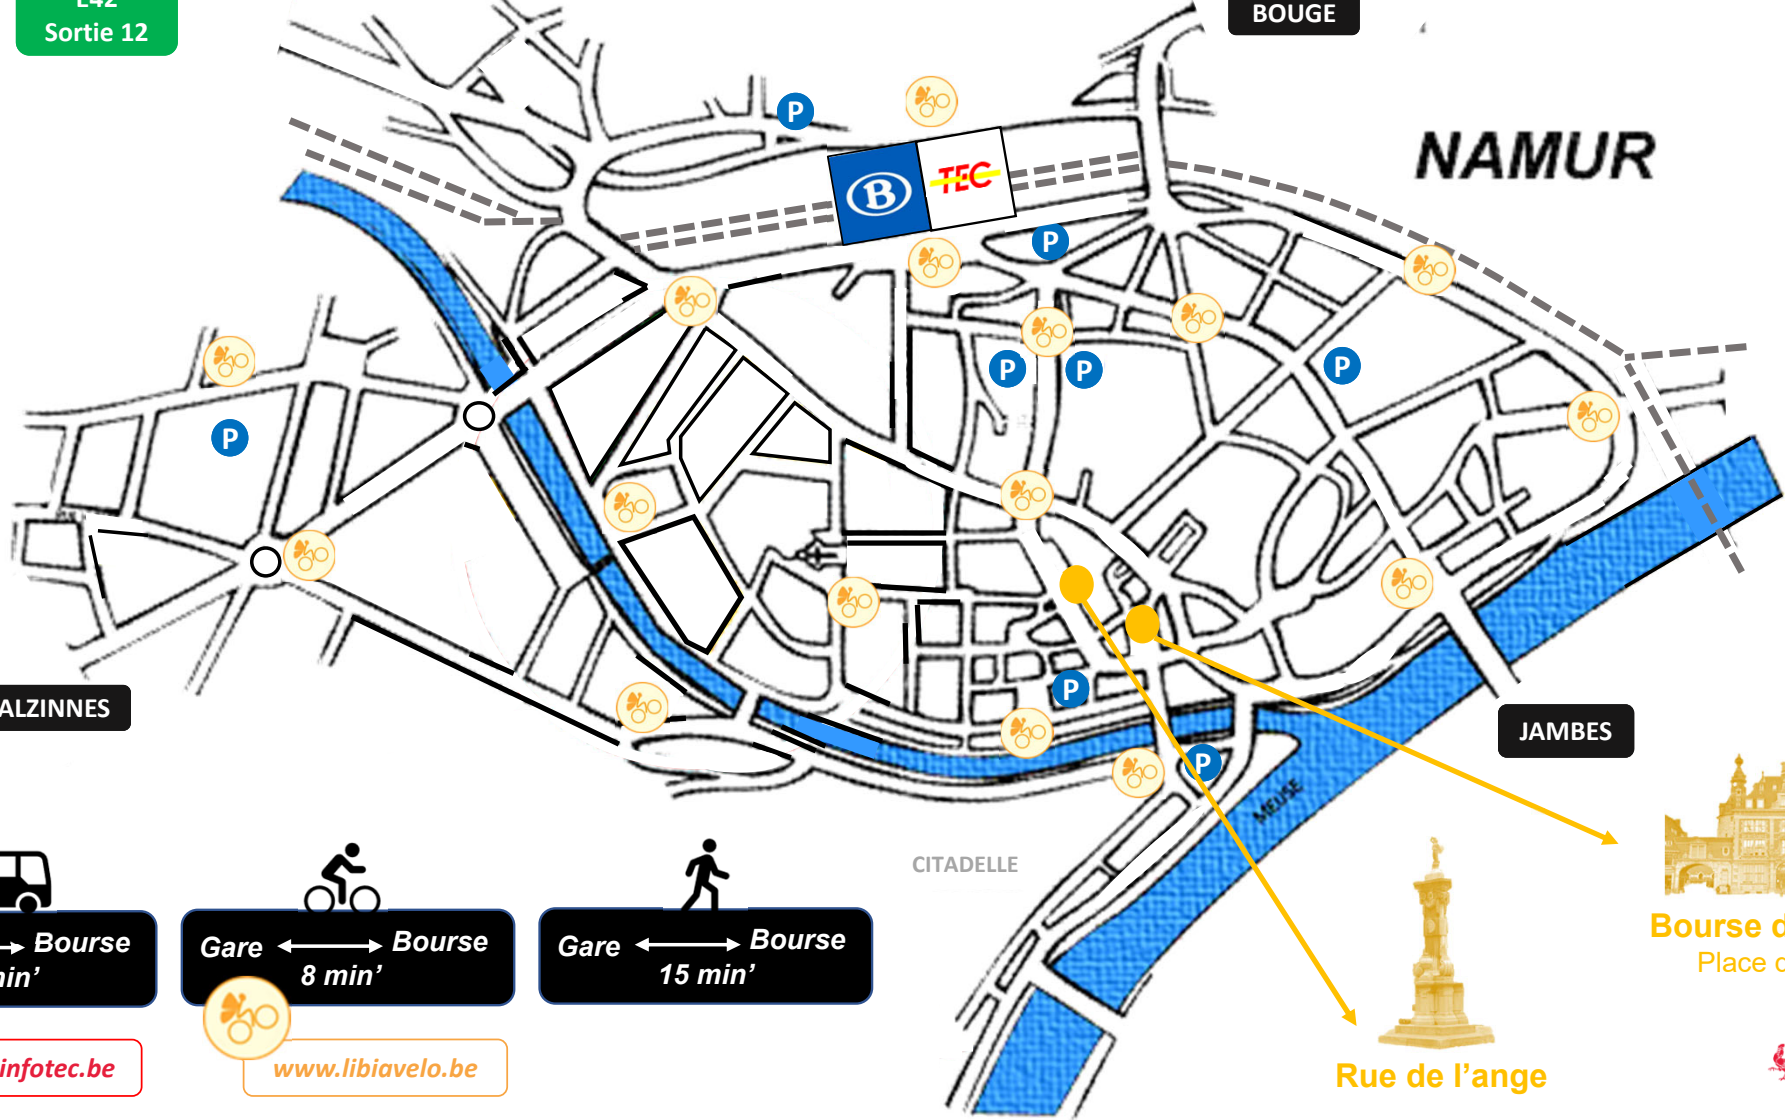 E42
Sortie 12
BOUGE
NAMUR
P
B
TEC
P
P
P
P
P
P
P
ALZINNES
JAMBES
MEUSE
CITADELLE
Bourse
min’
Gare
Bourse
8 min’
Gare
Bourse
15 min’
infotec.be
www.libiavelo.be
Rue de l’ange
Bourse d
Place